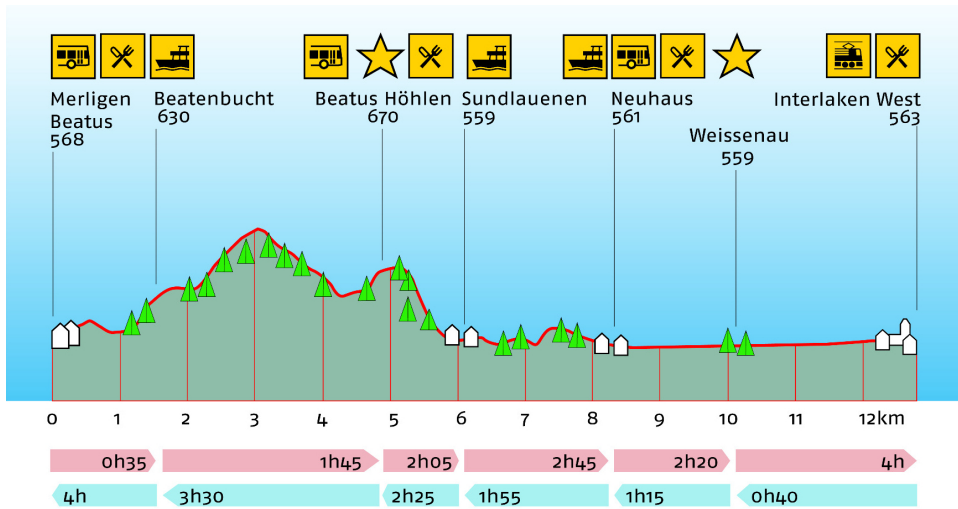 Merligen
Beatus
568
Beatenbucht
630
Beatus Höhlen
670
Sundlauenen
559
Neuhaus
561
Weissenau
559
Interlaken West
563
0 1 2 3 4 5 6 7 8 9 10 11 12km
0h35 1h45 2h05 2h45 2h20 4h
4h 3h30 2h25 1h55 1h15 0h40